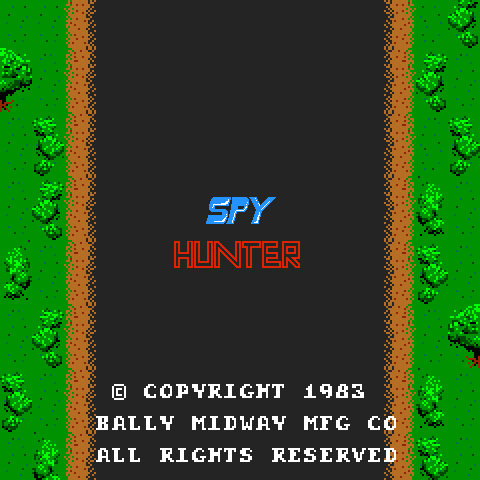 SPY
HUNTER
© COPYRIGHT 1983
BALLY MIDWAY MFG CO
ALL RIGHTS RESERVED